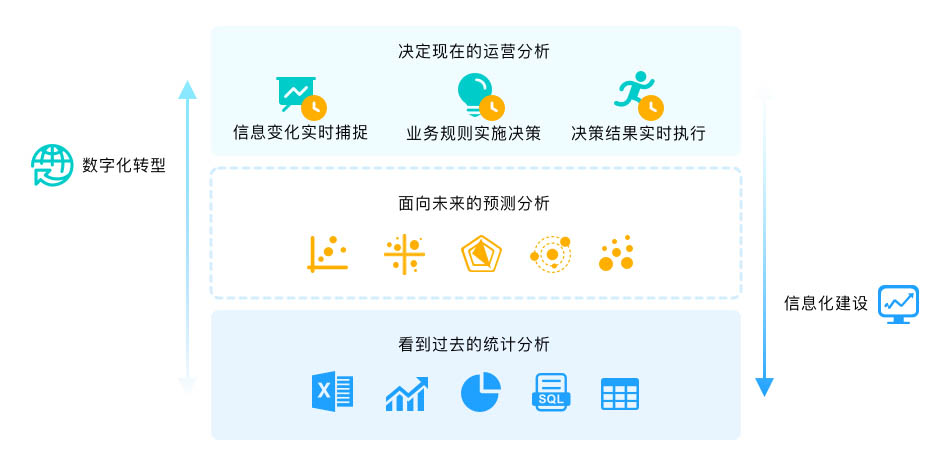 决定现在的运营分析
信息变化实时捕捉
业务规则实施决策
决策结果实时执行
数字化转型
面向未来的预测分析
信息化建设
看到过去的统计分析
X
SQL